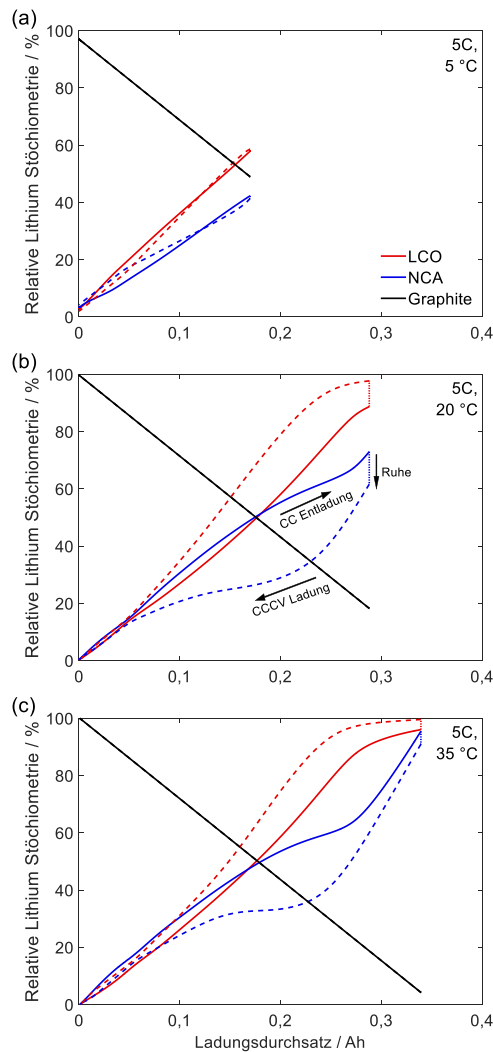 (a)
100
80
60
40
20
0
Relative Lithium Stöchiometrie / %
5C,
5 °C
LCO
NCA
Graphite
0
0,1
0,2
0,3
0,4
(b)
100
80
60
40
20
0
Relative Lithium Stöchiometrie / %
5C,
20 °C
Ruhe
CC Entladung
CCCV Ladung
0
0,1
0,2
0,3
0,4
(c)
100
80
60
40
20
0
Relative Lithium Stöchiometrie / %
5C,
35 °C
0
0,1
0,2
0,3
0,4
Ladungsdurchsatz / Ah